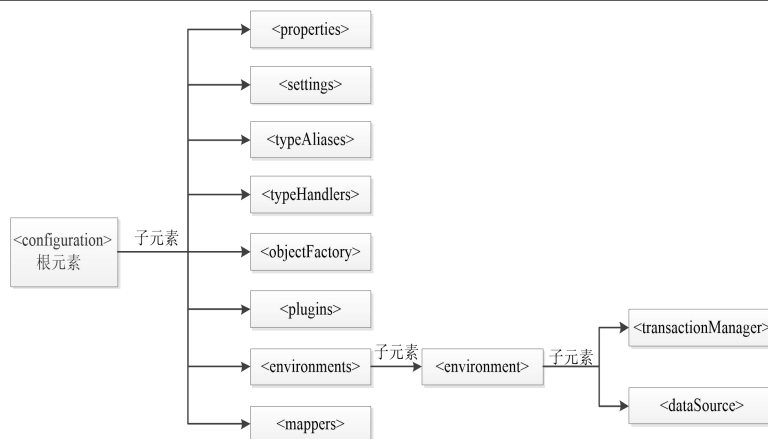 <properties>
<settings>
<typeAliases>
<typeHandlers>
<configuration>
根元素
子元素
<objectFactory>
<plugins>
<environments>
子元素
<environment>
子元素
<transactionManager>
<dataSource>
<mappers>